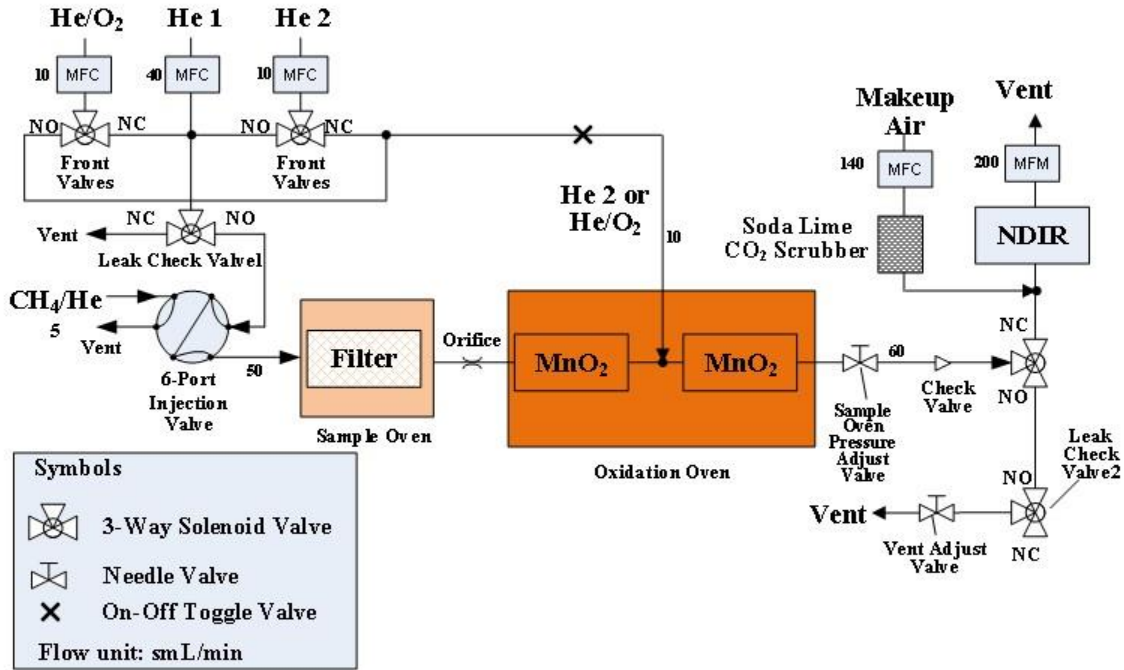 He/O2
He 1
He 2
10
MFC
40
MFC
10
MFC
NO
NC
NO
NC
Front
Valves
Front
Valves
NC
NO
Vent
Leak Check Valve1
He 2 or
He/O2
10
Makeup
Air
Vent
140
MFC
200
MFM
Soda Lime
CO2 Scrubber
NDIR
CH4/He
5
Vent
6-Port
Injection
Valve
50
Filter
Sample Oven
Orifice
MnO2
MnO2
Oxidation Oven
60
Sample
Oven
Pressure
Adjust
Valve
Check
Valve
NC
NO
NO
Leak
Check
Valve2
NC
Vent
Vent Adjust
Valve
Symbols
3-Way Solenoid Valve
Needle Valve
On-Off Toggle Valve
Flow unit: smL/min